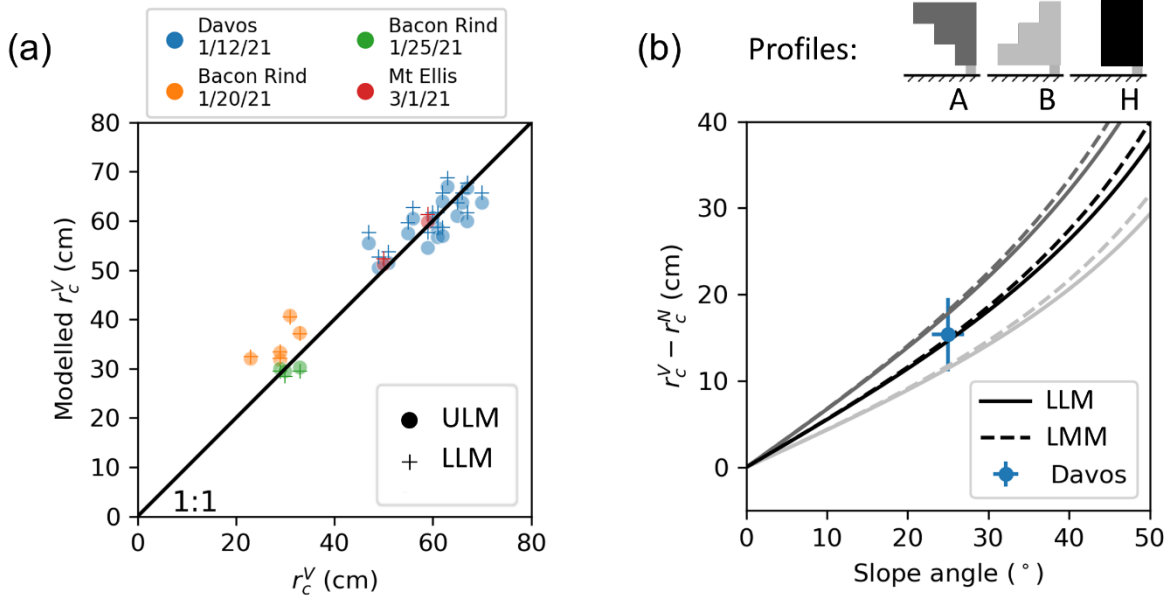 (a)
Davos
1/12/21
Bacon Rind
1/20/21
Bacon Rind
1/25/21
Mt Ellis
3/1/21
80
70
60
50
40
30
20
10
0
Modelled r_c^V (cm)
1:1
ULM
LLM
0 20 40 60 80
r_c^V (cm)
(b)
Profiles:
A B H
40
30
20
10
0
r_c^V − r_c^N (cm)
LLM
LMM
Davos
0 10 20 30 40 50
Slope angle (°)